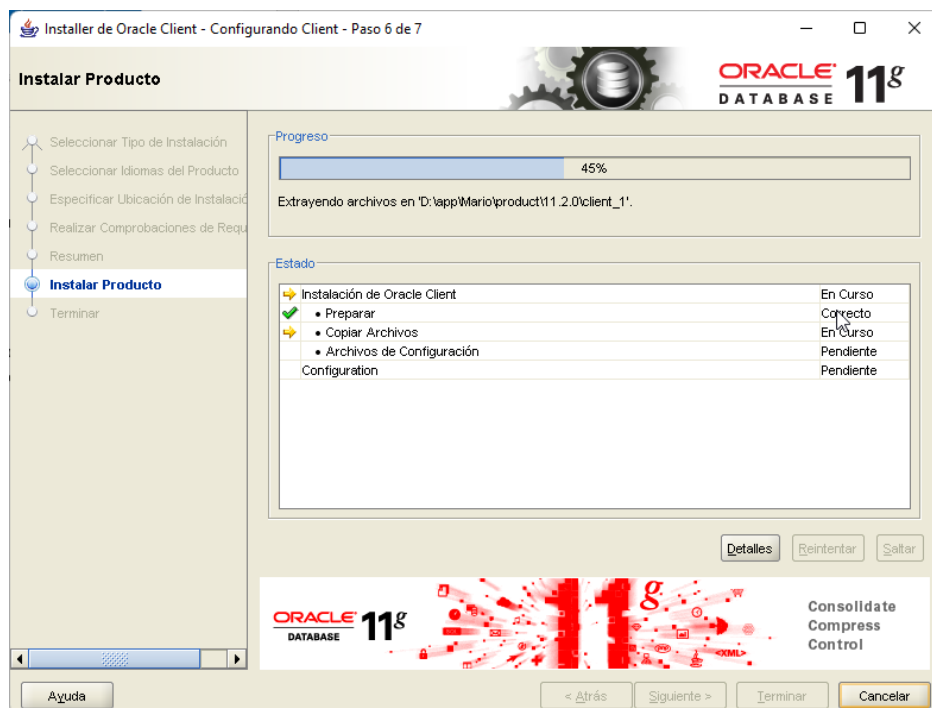 Installer de Oracle Client - Configurando Client - Paso 6 de 7
Instalar Producto
ORACLE 11g
DATABASE
Seleccionar Tipo de Instalación
Seleccionar Idiomas del Producto
Especificar Ubicación de Instalació
Realizar Comprobaciones de Requ
Resumen
Instalar Producto
Terminar
Progreso
45%
Extrayendo archivos en 'D:\app\Mario\product\11.2.0\client_1'.
Estado
Instalación de Oracle Client En Curso
• Preparar Correcto
• Copiar Archivos En Curso
• Archivos de Configuración Pendiente
Configuration Pendiente
Detalles Reintentar Saltar
ORACLE 11g
DATABASE
11g
<XML>
Consolidate
Compress
Control
Ayuda < Atrás Siguiente > Terminar Cancelar